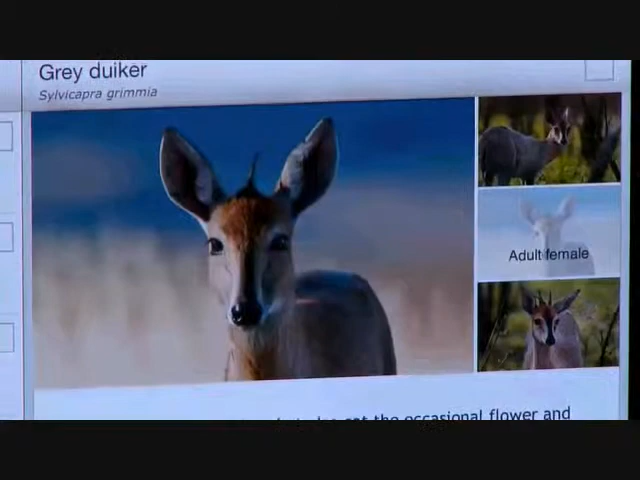 Grey duiker
Sylvicapra grimmia
Adult female
eat the occasional flower and